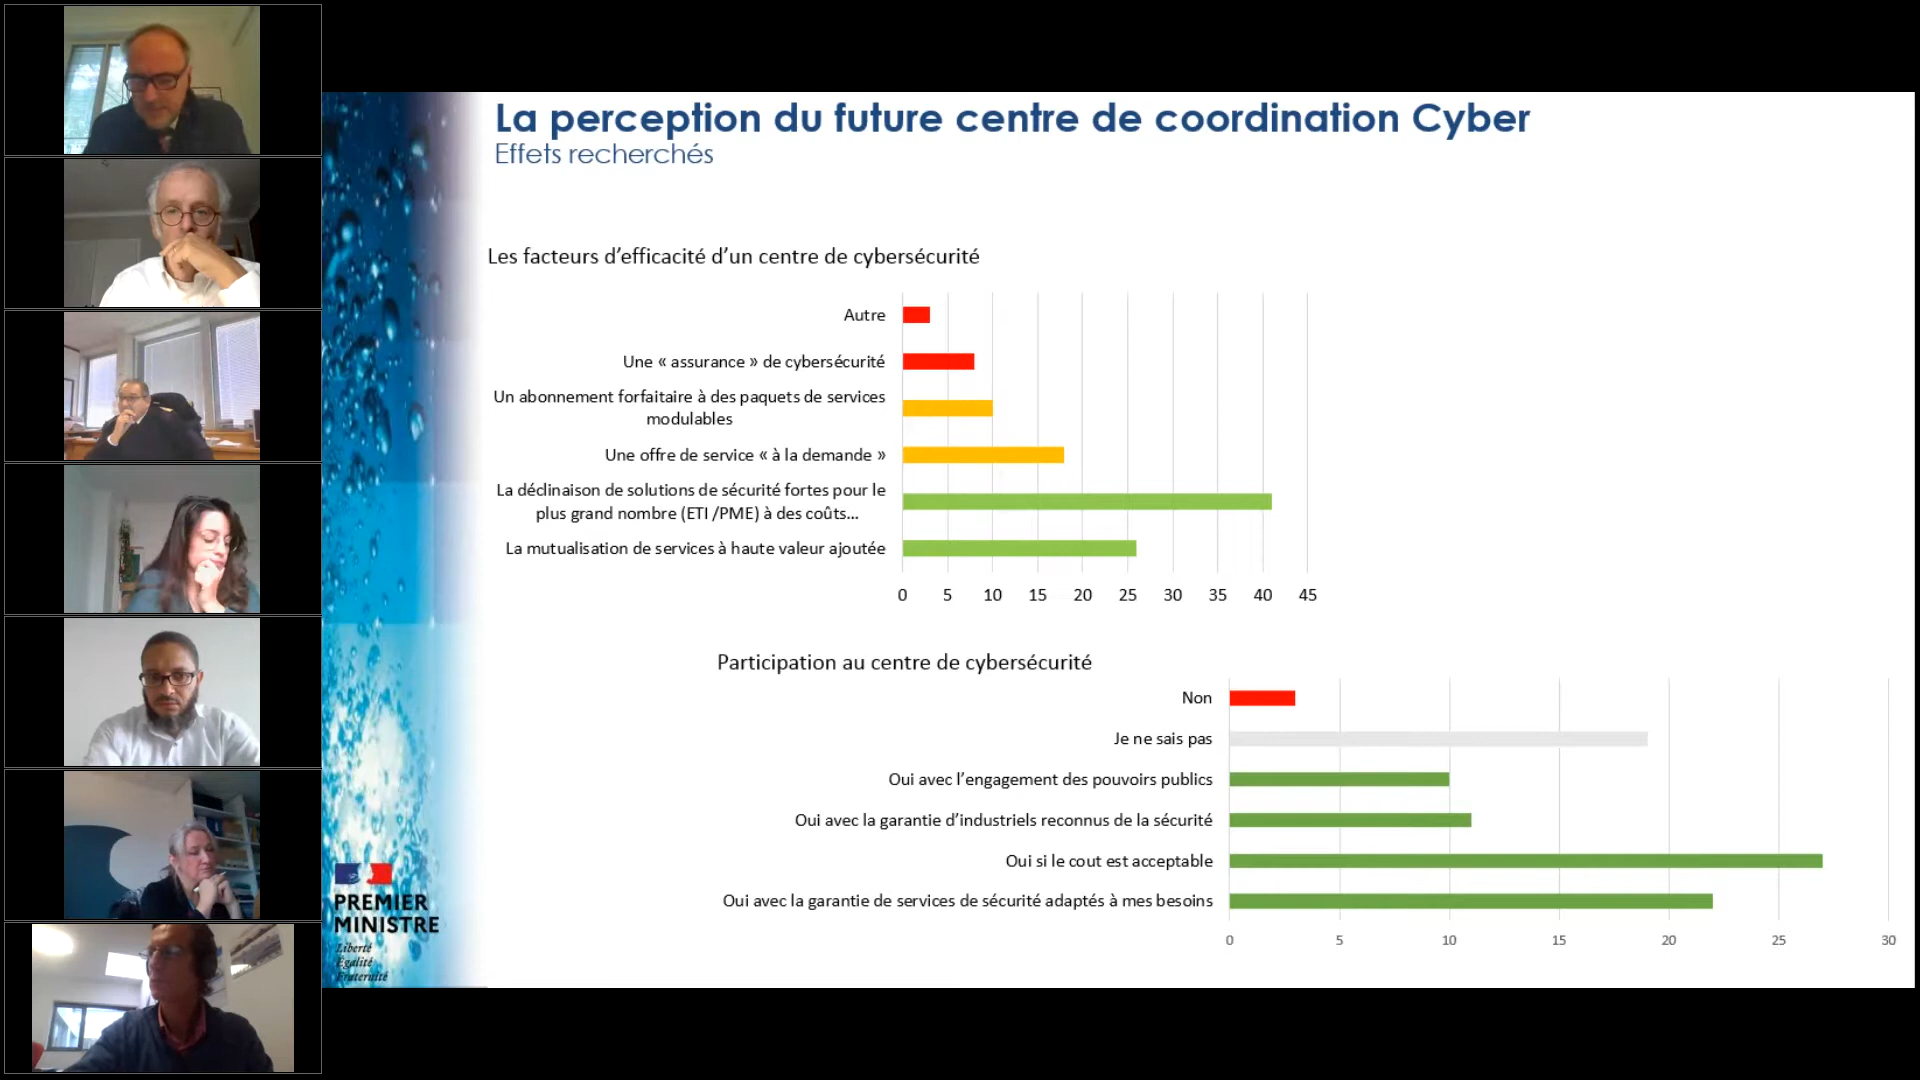 La perception du future centre de coordination Cyber
Effets recherchés
Les facteurs d’efficacité d’un centre de cybersécurité
Autre
Une « assurance » de cybersécurité
Un abonnement forfaitaire à des paquets de services
modulables
Une offre de service « à la demande »
La déclinaison de solutions de sécurité fortes pour le
plus grand nombre (ETI /PME) à des coûts...
La mutualisation de services à haute valeur ajoutée
0 5 10 15 20 25 30 35 40 45
Participation au centre de cybersécurité
Non
Je ne sais pas
Oui avec l’engagement des pouvoirs publics
Oui avec la garantie d’industriels reconnus de la sécurité
Oui si le cout est acceptable
Oui avec la garantie de services de sécurité adaptés à mes besoins
0 5 10 15 20 25 30
PREMIER
MINISTRE
Liberté
Égalité
Fraternité